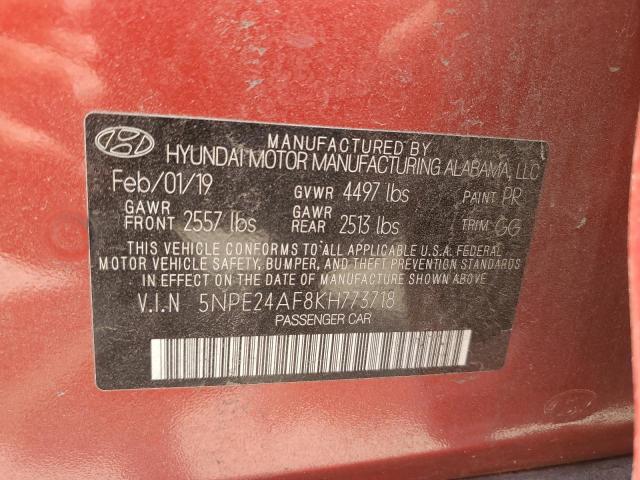 MANUFACTURED BY
HYUNDAI MOTOR MANUFACTURING ALABAMA, LLC
Feb/01/19 GVWR 4497 lbs PAINT PR
GAWR FRONT 2557 lbs GAWR REAR 2513 lbs TRIM GG
THIS VEHICLE CONFORMS TO ALL APPLICABLE U.S. FEDERAL
MOTOR VEHICLE SAFETY, BUMPER, AND THEFT PREVENTION STANDARDS
IN EFFECT ON THE DATE OF MANUFACTURE SHOWN ABOVE.
V.I.N 5NPE24AF8KH773718
PASSENGER CAR